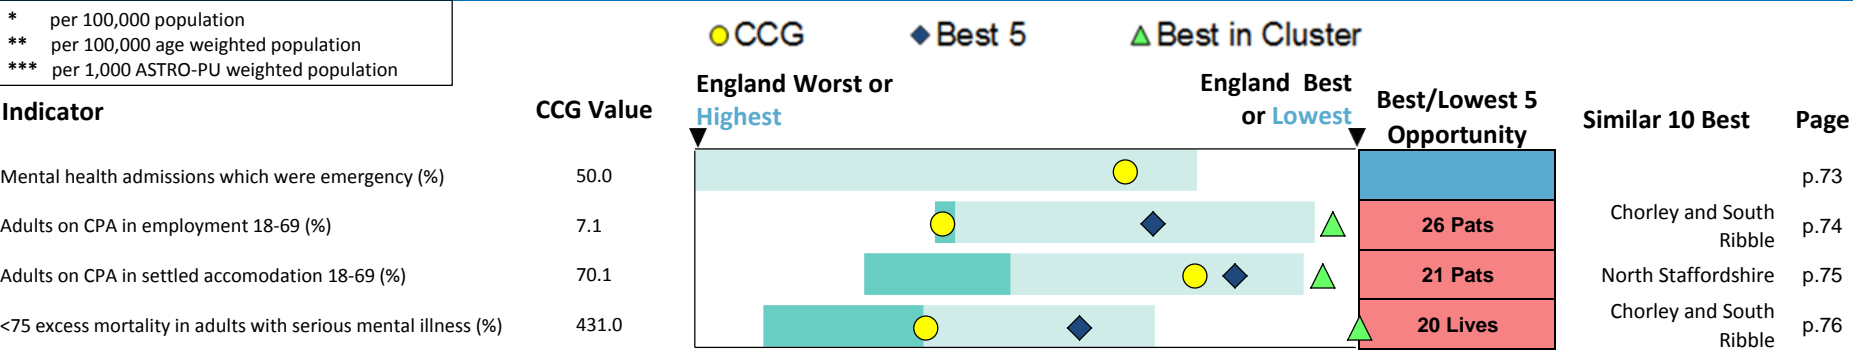 * per 100,000 population
** per 100,000 age weighted population
*** per 1,000 ASTRO-PU weighted population
CCG Best 5 Best in Cluster
England Worst or
Highest
England Best
or Lowest
Best/Lowest 5
Opportunity
Indicator CCG Value Similar 10 Best Page
Mental health admissions which were emergency (%) 50.0 p.73
Adults on CPA in employment 18-69 (%) 7.1 26 Pats Chorley and South
Ribble p.74
Adults on CPA in settled accomodation 18-69 (%) 70.1 21 Pats North Staffordshire p.75
<75 excess mortality in adults with serious mental illness (%) 431.0 20 Lives Chorley and South
Ribble p.76